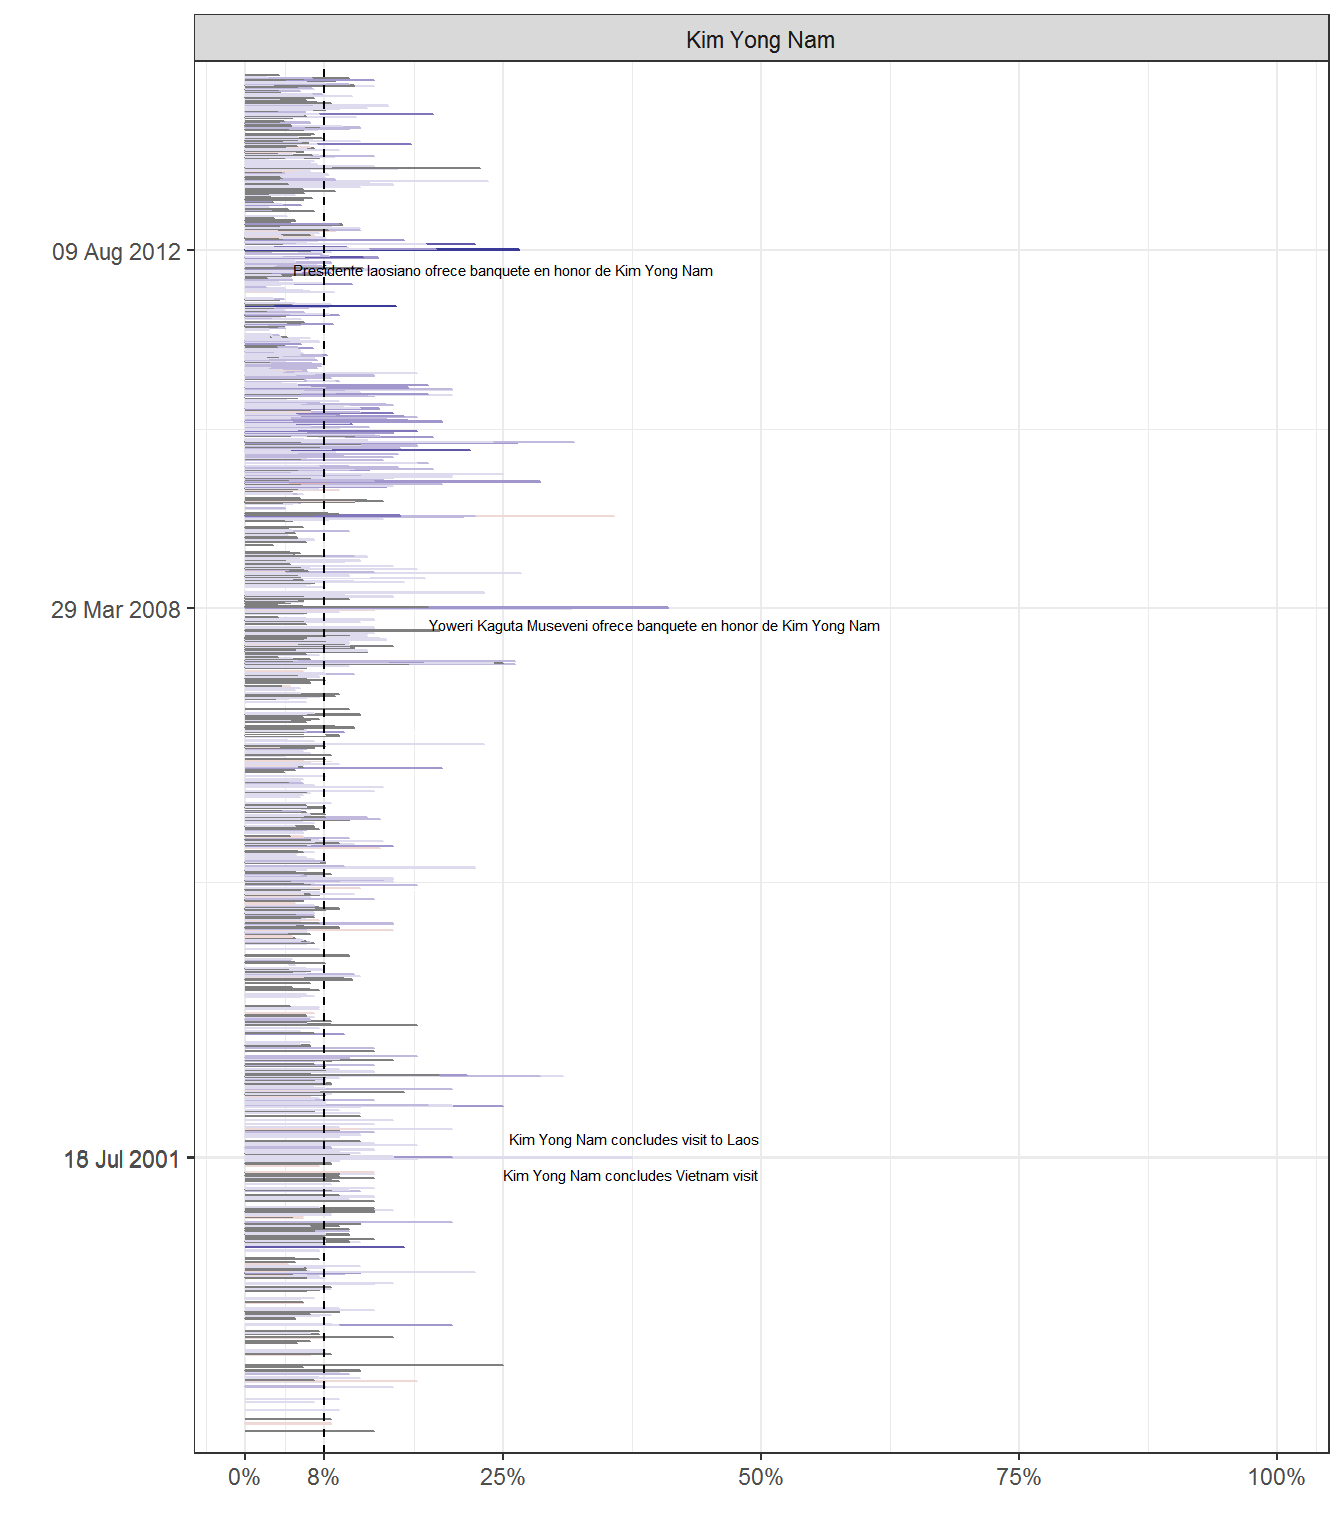 Kim Yong Nam
09 Aug 2012
Presidente laosiano ofrece banquete en honor de Kim Yong Nam
29 Mar 2008
Yoweri Kaguta Museveni ofrece banquete en honor de Kim Yong Nam
Kim Yong Nam concludes visit to Laos
18 Jul 2001
Kim Yong Nam concludes Vietnam visit
0% 8% 25% 50% 75% 100%